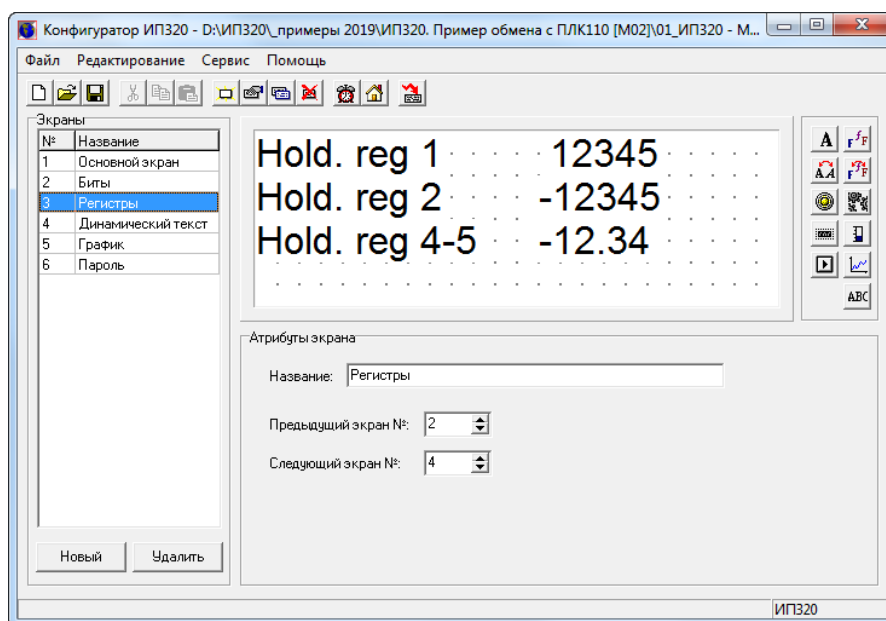 Конфигуратор ИП320 - D:\ИП320\_примеры 2019\ИП320. Пример обмена с ПЛК110 [M02]\01_ИП320 - М...
Файл Редактирование Сервис Помощь
Экраны
№ Название
1 Основной экран
2 Биты
3 Регистры
4 Динамический текст
5 График
6 Пароль
Новый Удалить
Hold. reg 1 12345
Hold. reg 2 -12345
Hold. reg 4-5 -12.34
A FfF
ABC
Атрибуты экрана
Название: Регистры
Предыдущий экран №: 2
Следующий экран №: 4
ИП320